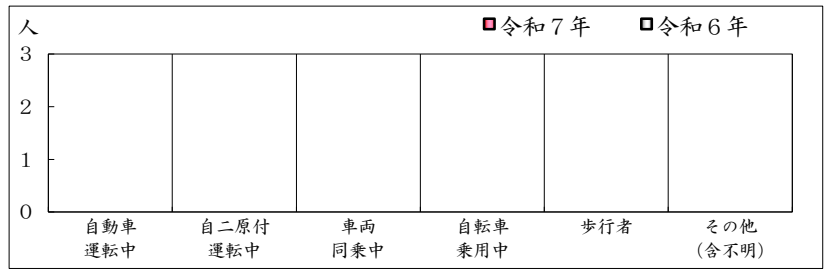 人
■令和７年 □令和６年
3
2
1
0
自動車
運転中
自二原付
運転中
車両
同乗中
自転車
乗用中
歩行者
その他
（含不明）